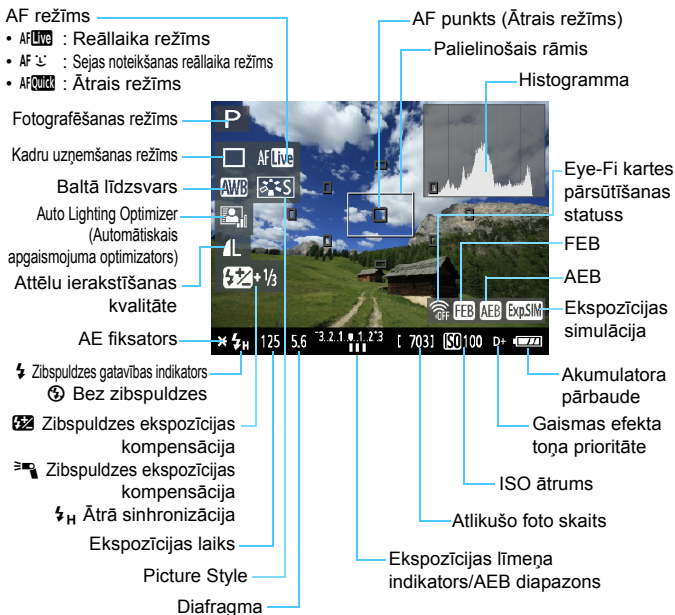 AF režīms
• AF Live : Reāllaika režīms
• AF : Sejas noteikšanas reāllaika režīms
• AF Quick : Ātrais režīms
Fotografēšanas režīms
Kadru uzņemšanas režīms
Baltā līdzsvars
Auto Lighting Optimizer
(Automātiskais
apgaismojuma optimizators)
Attēlu ierakstīšanas
kvalitāte
AE fiksators
Zibspuldzes gatavības indikators
Bez zibspuldzes
Zibspuldzes ekspozīcijas
kompensācija
Zibspuldzes ekspozīcijas
kompensācija
H Ātrā sinhronizācija
Ekspozīcijas laiks
Picture Style
Diafragma
AF punkts (Ātrais režīms)
Palielinošais rāmis
Histogramma
P
AF Live
AWB S
L
+1/3
OFF FEB AEB Exp.SIM
H 125 5.6 -3..2..1..0..1..2.+3 [ 703] ISO 100 D+
Eye-Fi kartes
pārsūtīšanas
statuss
FEB
AEB
Ekspozīcijas
simulācija
Akumulatora
pārbaude
Gaismas efekta
toņa prioritāte
ISO ātrums
Atlikušo foto skaits
Ekspozīcijas līmeņa
indikators/AEB diapazons